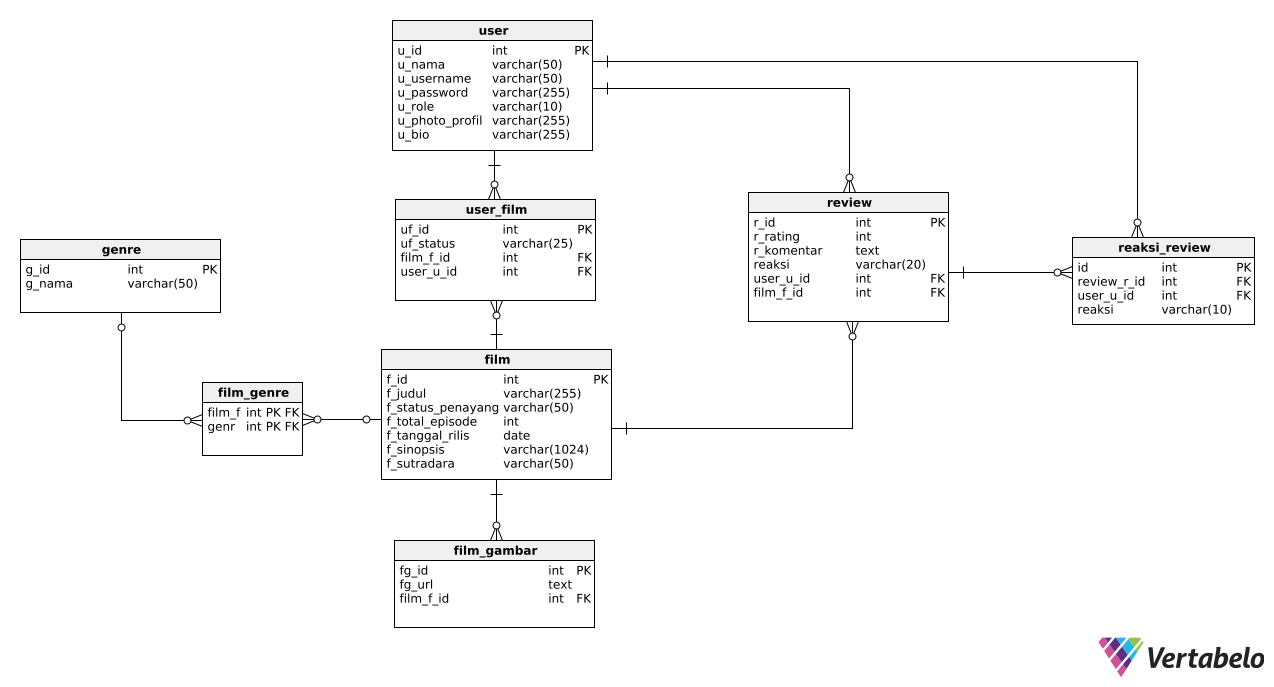 user
u_id int PK
u_nama varchar(50)
u_username varchar(50)
u_password varchar(255)
u_role varchar(10)
u_photo_profil varchar(255)
u_bio varchar(255)
user_film
uf_id int PK
uf_status varchar(25)
film_f_id int FK
user_u_id int FK
review
r_id int PK
r_rating int
r_komentar text
reaksi varchar(20)
user_u_id int FK
film_f_id int FK
reaksi_review
id int PK
review_r_id int FK
user_u_id int FK
reaksi varchar(10)
genre
g_id int PK
g_nama varchar(50)
film_genre
film_f int PK FK
genr int PK FK
film
f_id int PK
f_judul varchar(255)
f_status_penayang varchar(50)
f_total_episode int
f_tanggal_rilis date
f_sinopsis varchar(1024)
f_sutradara varchar(50)
film_gambar
fg_id int PK
fg_url text
film_f_id int FK
Vertabelo